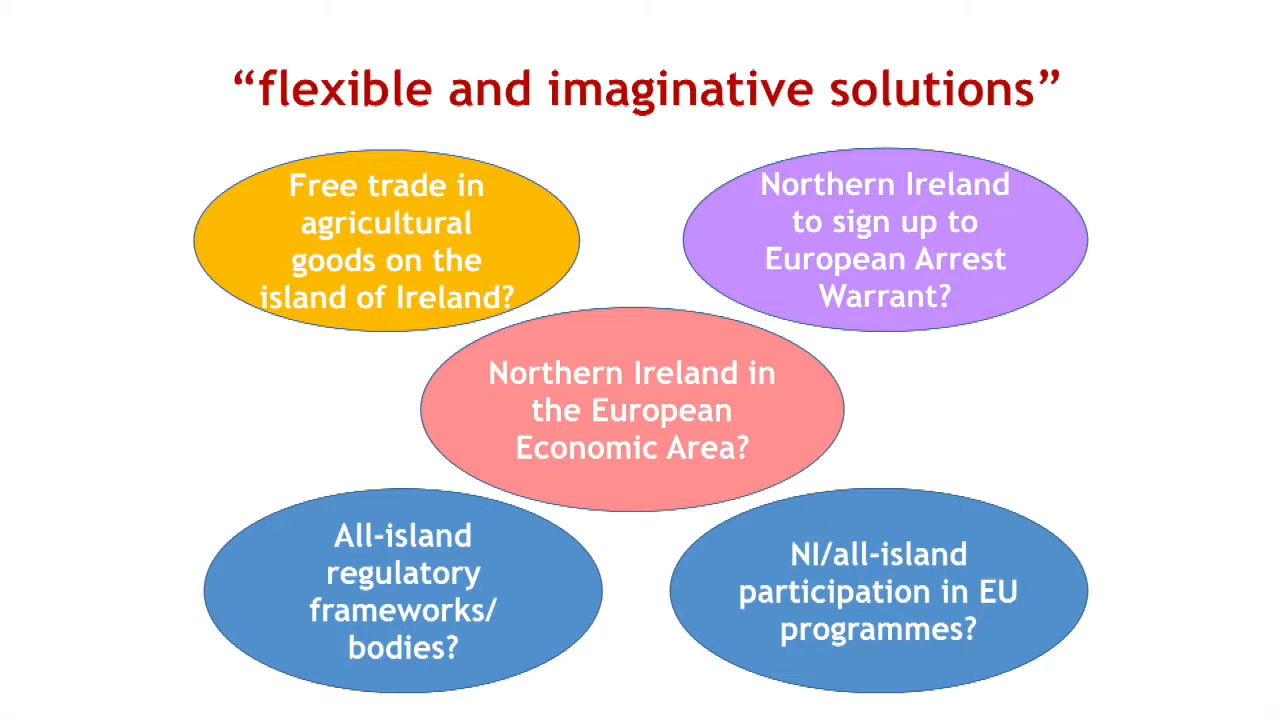 “flexible and imaginative solutions”
Free trade in
agricultural
goods on the
island of Ireland?
Northern Ireland
to sign up to
European Arrest
Warrant?
Northern Ireland in
the European
Economic Area?
All-island
regulatory
frameworks/
bodies?
NI/all-island
participation in EU
programmes?